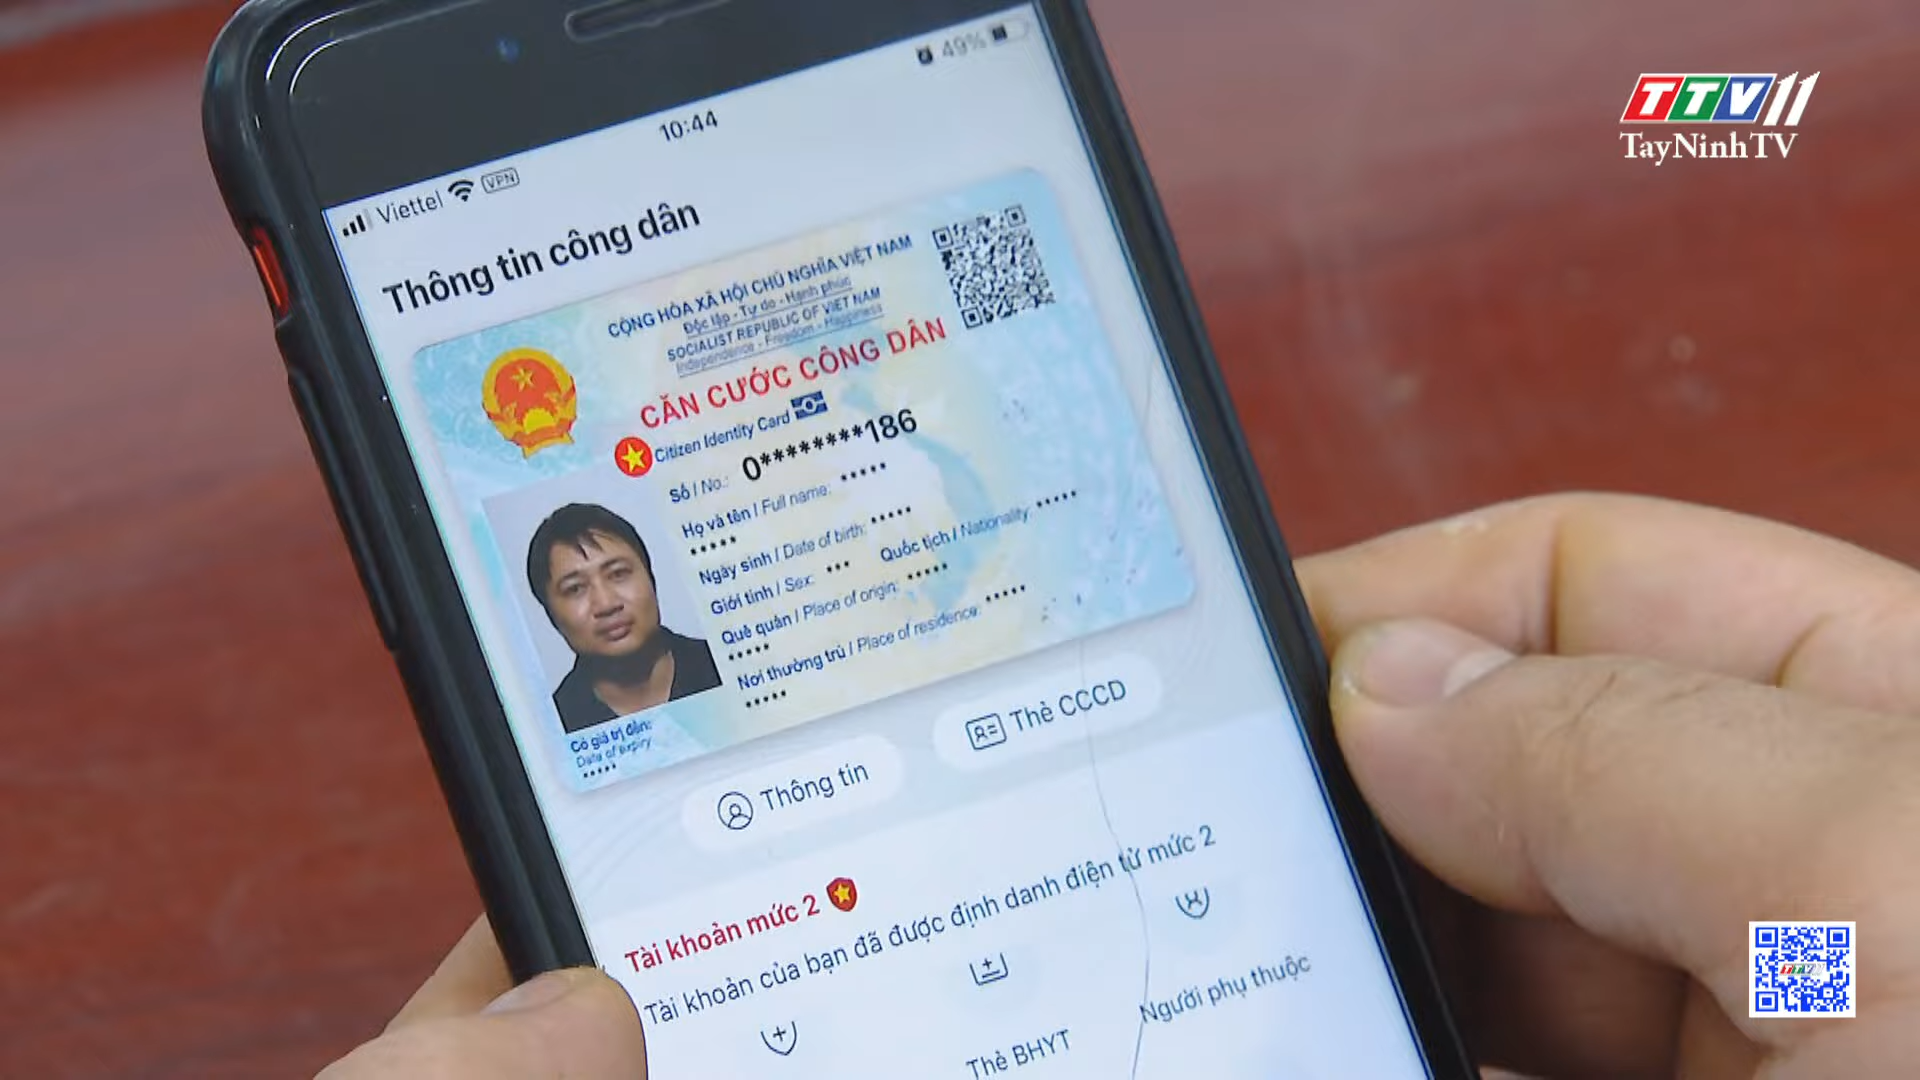 TTV11
TayNinhTV
49%
10:44
Viettel VPN
Thông tin công dân
CỘNG HÒA XÃ HỘI CHỦ NGHĨA VIỆT NAM
Độc lập - Tự do - Hạnh phúc
SOCIALIST REPUBLIC OF VIET NAM
Independence - Freedom - Happiness
CĂN CƯỚC CÔNG DÂN
Citizen Identity Card
Số / No.: 0********186
Họ và tên / Full name: *****
*****
Ngày sinh / Date of birth: *****
Giới tính / Sex: *** Quốc tịch / Nationality: *****
Quê quán / Place of origin: *****
*****
Nơi thường trú / Place of residence: *****
*****
Có giá trị đến:
Date of expiry
*****
Thông tin
Thẻ CCCD
Tài khoản mức 2
Tài khoản của bạn đã được định danh điện tử mức 2
Thẻ BHYT
Người phụ thuộc